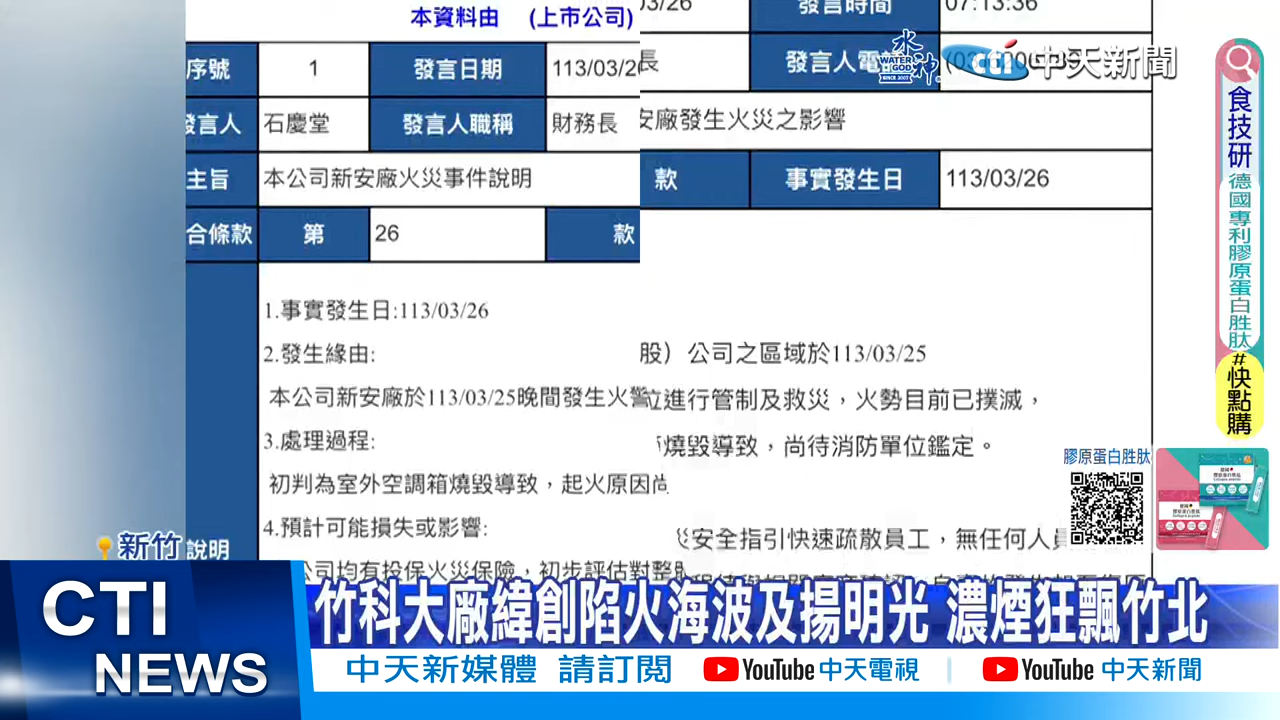 本資料由 (上市公司)
序號 1 發言日期 113/03/26
發言人 石慶堂 發言人職稱 財務長
主旨 本公司新安廠火災事件說明
合條款 第 26 款
說明
1.事實發生日:113/03/26
2.發生緣由:
本公司新安廠於113/03/25晚間發生火警
3.處理過程:
初判為室外空調箱燒毀導致，起火原因尚
4.預計可能損失或影響:
公司均有投保火災保險，初步評估對整
03/26 發言時間 07:13:36
長 發言人電
安廠發生火災之影響
款 事實發生日 113/03/26
股）公司之區域於113/03/25
位進行管制及救災，火勢目前已撲滅，
燒毀導致，尚待消防單位鑑定。
安全指引快速疏散員工，無任何人員
水神
WATER GOD
SINCE 2007
cti 中天新聞
食技研
德國專利膠原蛋白胜肽
#快點購
膠原蛋白胜肽
新竹
竹科大廠緯創陷火海波及揚明光 濃煙狂飄竹北
CTI NEWS
中天新媒體 請訂閱 YouTube 中天電視 YouTube 中天新聞